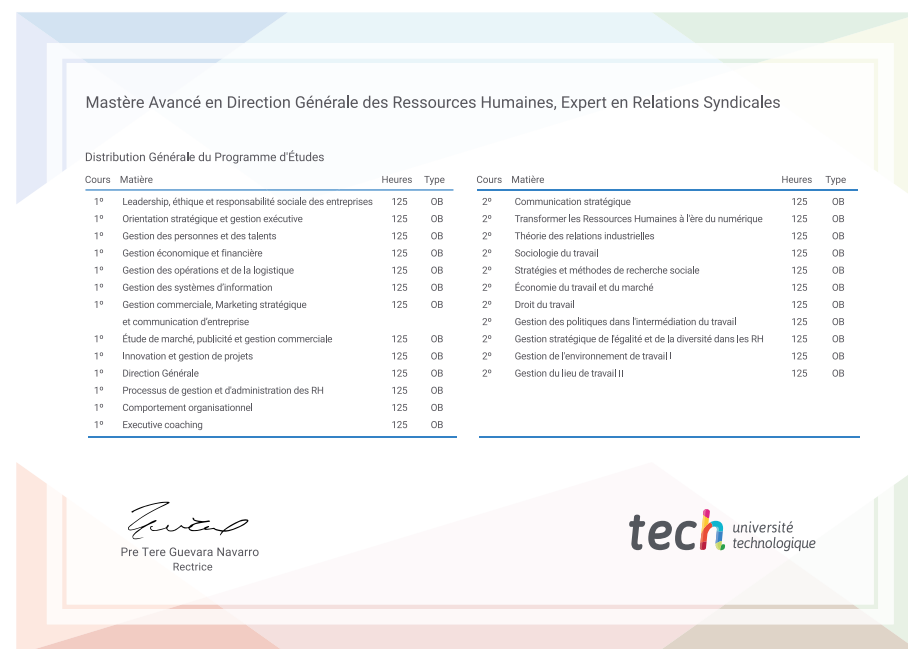 Mastère Avancé en Direction Générale des Ressources Humaines, Expert en Relations Syndicales
Distribution Générale du Programme d'Études
Cours Matière Heures Type
1º Leadership, éthique et responsabilité sociale des entreprises 125 OB
1º Orientation stratégique et gestion exécutive 125 OB
1º Gestion des personnes et des talents 125 OB
1º Gestion économique et financière 125 OB
1º Gestion des opérations et de la logistique 125 OB
1º Gestion des systèmes d'information 125 OB
1º Gestion commerciale, Marketing stratégique 125 OB
et communication d'entreprise
1º Étude de marché, publicité et gestion commerciale 125 OB
1º Innovation et gestion de projets 125 OB
1º Direction Générale 125 OB
1º Processus de gestion et d'administration des RH 125 OB
1º Comportement organisationnel 125 OB
1º Executive coaching 125 OB
Cours Matière Heures Type
2º Communication stratégique 125 OB
2º Transformer les Ressources Humaines à l'ère du numérique 125 OB
2º Théorie des relations industrielles 125 OB
2º Sociologie du travail 125 OB
2º Stratégies et méthodes de recherche sociale 125 OB
2º Économie du travail et du marché 125 OB
2º Droit du travail 125 OB
2º Gestion des politiques dans l'intermédiation du travail 125 OB
2º Gestion stratégique de l'égalité et de la diversité dans les RH 125 OB
2º Gestion de l'environnement de travail I 125 OB
2º Gestion du lieu de travail II 125 OB
Pre Tere Guevara Navarro
Rectrice
tech université
technologique